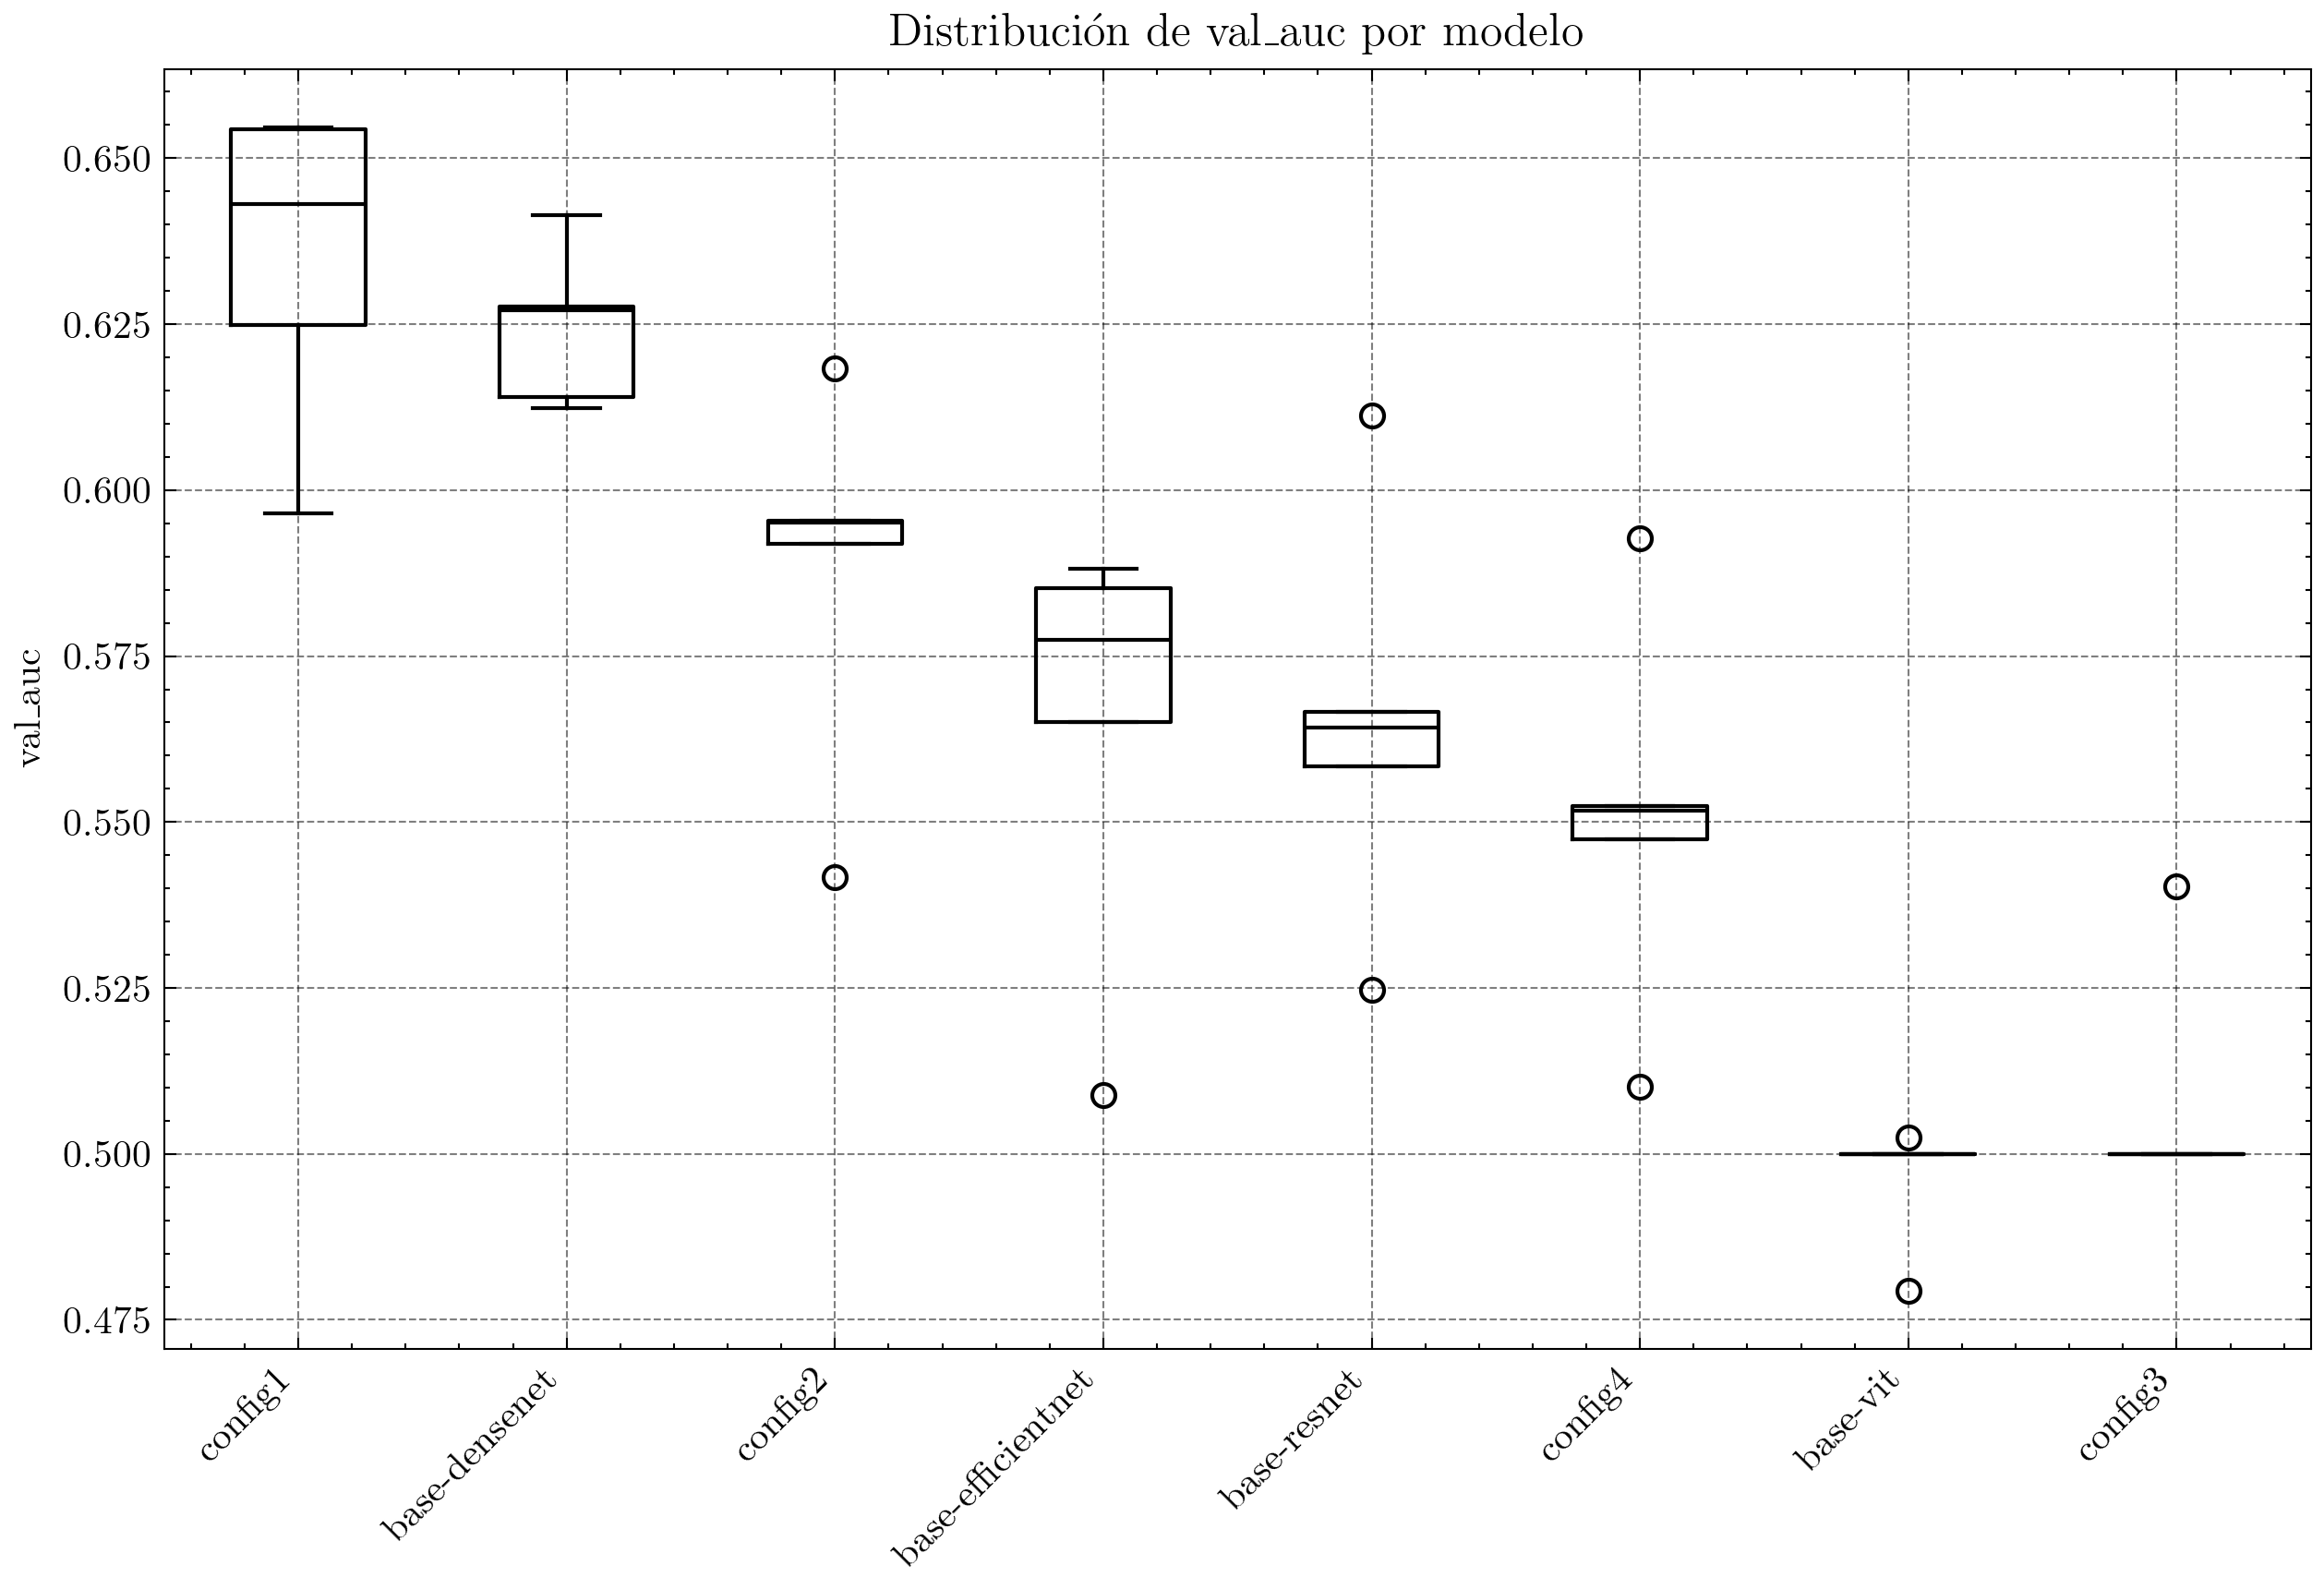 Distribución de val_auc por modelo
val_auc
0.650
0.625
0.600
0.575
0.550
0.525
0.500
0.475
config1
base-densenet
config2
base-efficientnet
base-resnet
config4
base-vit
config3